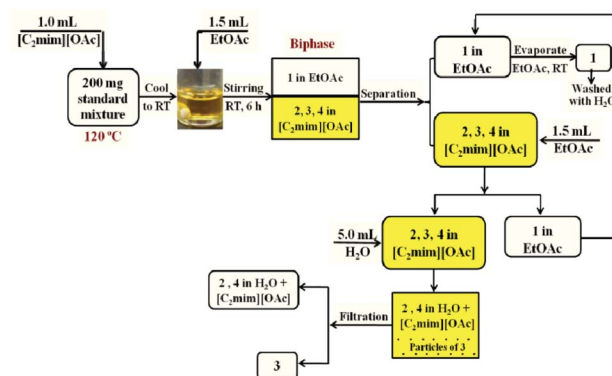 1.0 mL
[C₂mim][OAc]
200 mg
standard
mixture
120 ºC
Cool
to RT
1.5 mL
EtOAc
Stirring
RT, 6 h
Biphase
1 in EtOAc
2, 3, 4 in
[C₂mim][OAc]
Separation
1 in
EtOAc
Evaporate
EtOAc, RT
1
Washed
with H₂O
2, 3, 4 in
[C₂mim][OAc]
1.5 mL
EtOAc
5.0 mL
H₂O
2, 3, 4 in
[C₂mim][OAc]
1 in
EtOAc
2, 4 in H₂O +
[C₂mim][OAc]
Particles of 3
Filtration
2, 4 in H₂O +
[C₂mim][OAc]
3